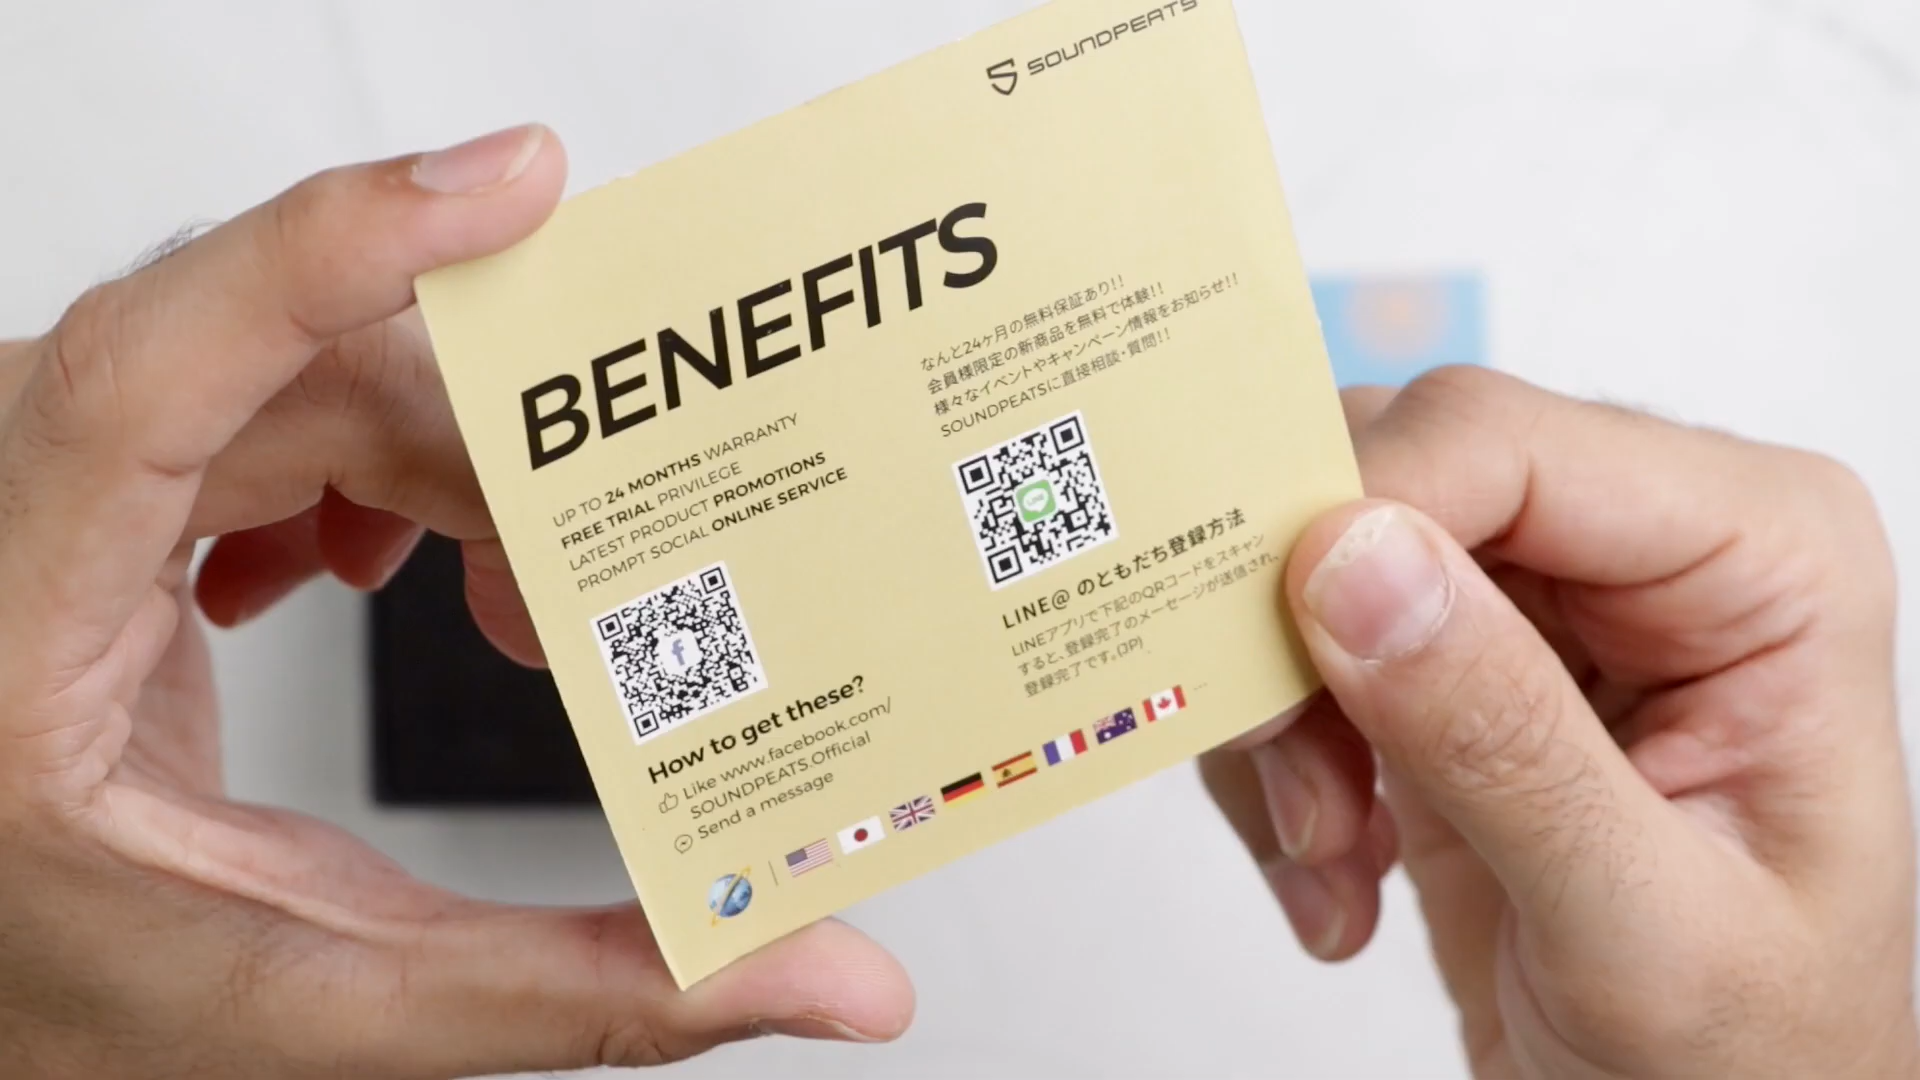 SOUNDPEATS
BENEFITS
UP TO 24 MONTHS WARRANTY
FREE TRIAL PRIVILEGE
LATEST PRODUCT PROMOTIONS
PROMPT SOCIAL ONLINE SERVICE
How to get these?
Like www.facebook.com/
SOUNDPEATS.Official
Send a message
なんと24ヶ月の無料保証あり!!
会員様限定の新商品を無料で体験!!
様々なイベントやキャンペーン情報をお知らせ!!
SOUNDPEATSに直接相談・質問!!
LINE
LINE@ のともだち登録方法
LINEアプリで下記のQRコードをスキャン
すると、登録完了のメッセージが送信され、
登録完了です。(JP)
...